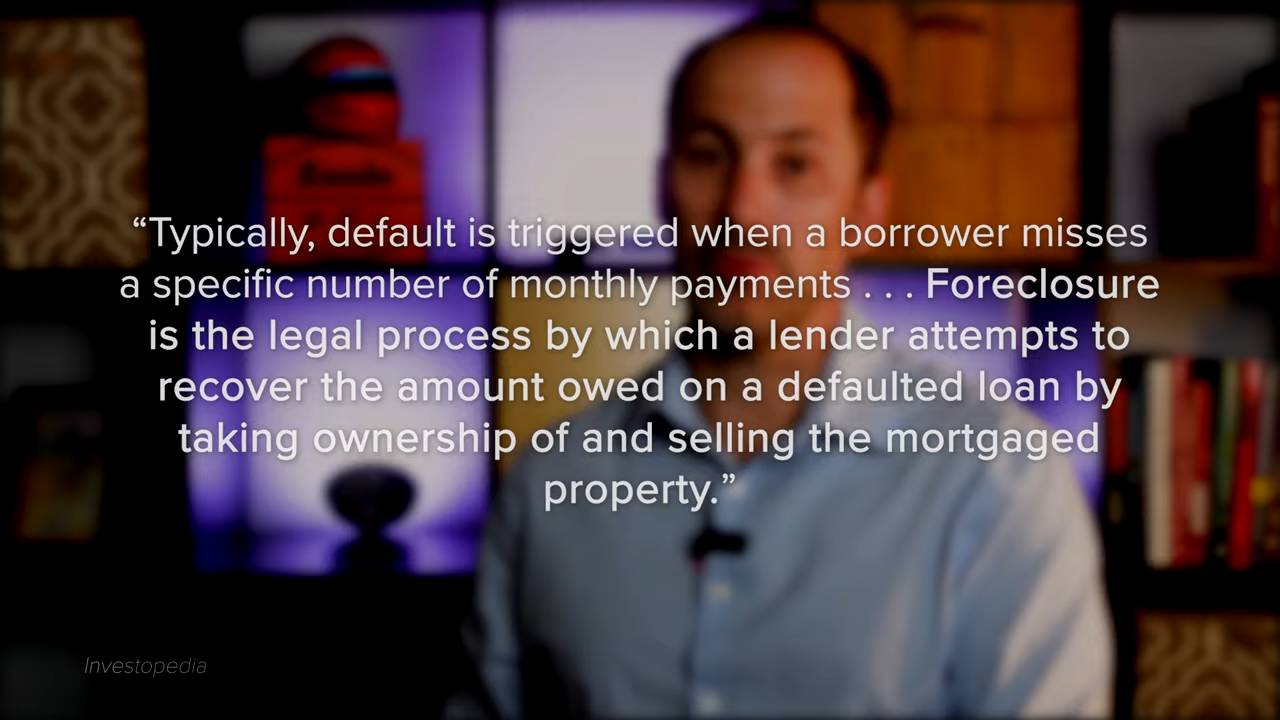 “Typically, default is triggered when a borrower misses
a specific number of monthly payments . . . Foreclosure
is the legal process by which a lender attempts to
recover the amount owed on a defaulted loan by
taking ownership of and selling the mortgaged
property.”
Investopedia